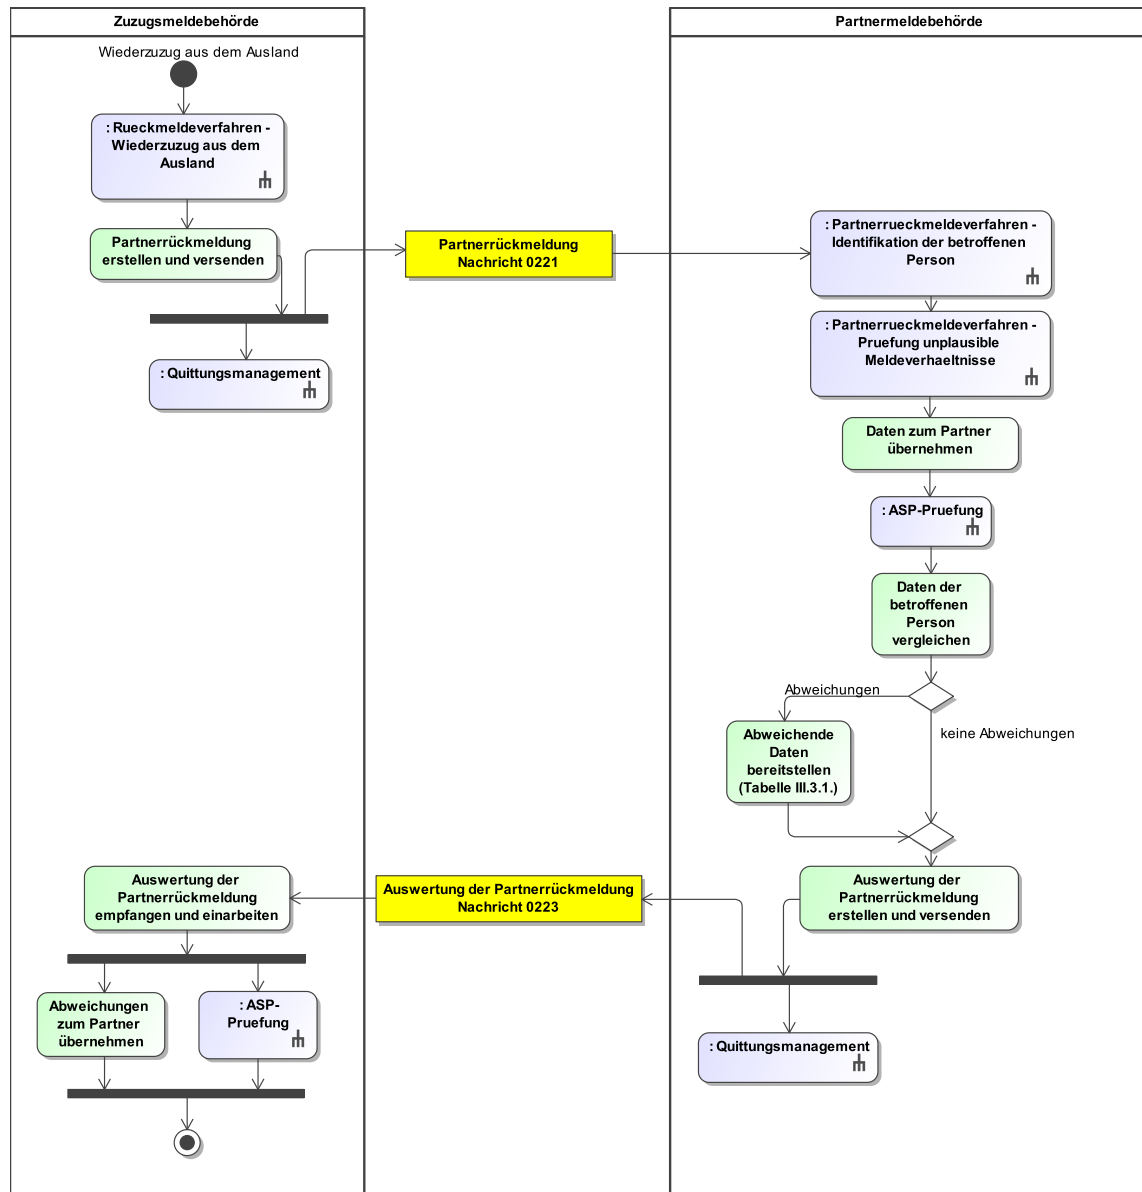 Zuzugsmeldebehörde
Partnermeldebehörde
Wiederzuzug aus dem Ausland
: Rueckmeldeverfahren -
Wiederzuzug aus dem
Ausland
Partnerrückmeldung
erstellen und versenden
: Quittungsmanagement
Partnerrückmeldung
Nachricht 0221
: Partnerrueckmeldeverfahren -
Identifikation der betroffenen
Person
: Partnerrueckmeldeverfahren -
Pruefung unplausible
Meldeverhaeltnisse
Daten zum Partner
übernehmen
: ASP-Pruefung
Daten der
betroffenen
Person
vergleichen
Abweichungen
keine Abweichungen
Abweichende
Daten
bereitstellen
(Tabelle III.3.1.)
Auswertung der
Partnerrückmeldung
erstellen und versenden
: Quittungsmanagement
Auswertung der Partnerrückmeldung
Nachricht 0223
Auswertung der
Partnerrückmeldung
empfangen und einarbeiten
Abweichungen
zum Partner
übernehmen
: ASP-
Pruefung